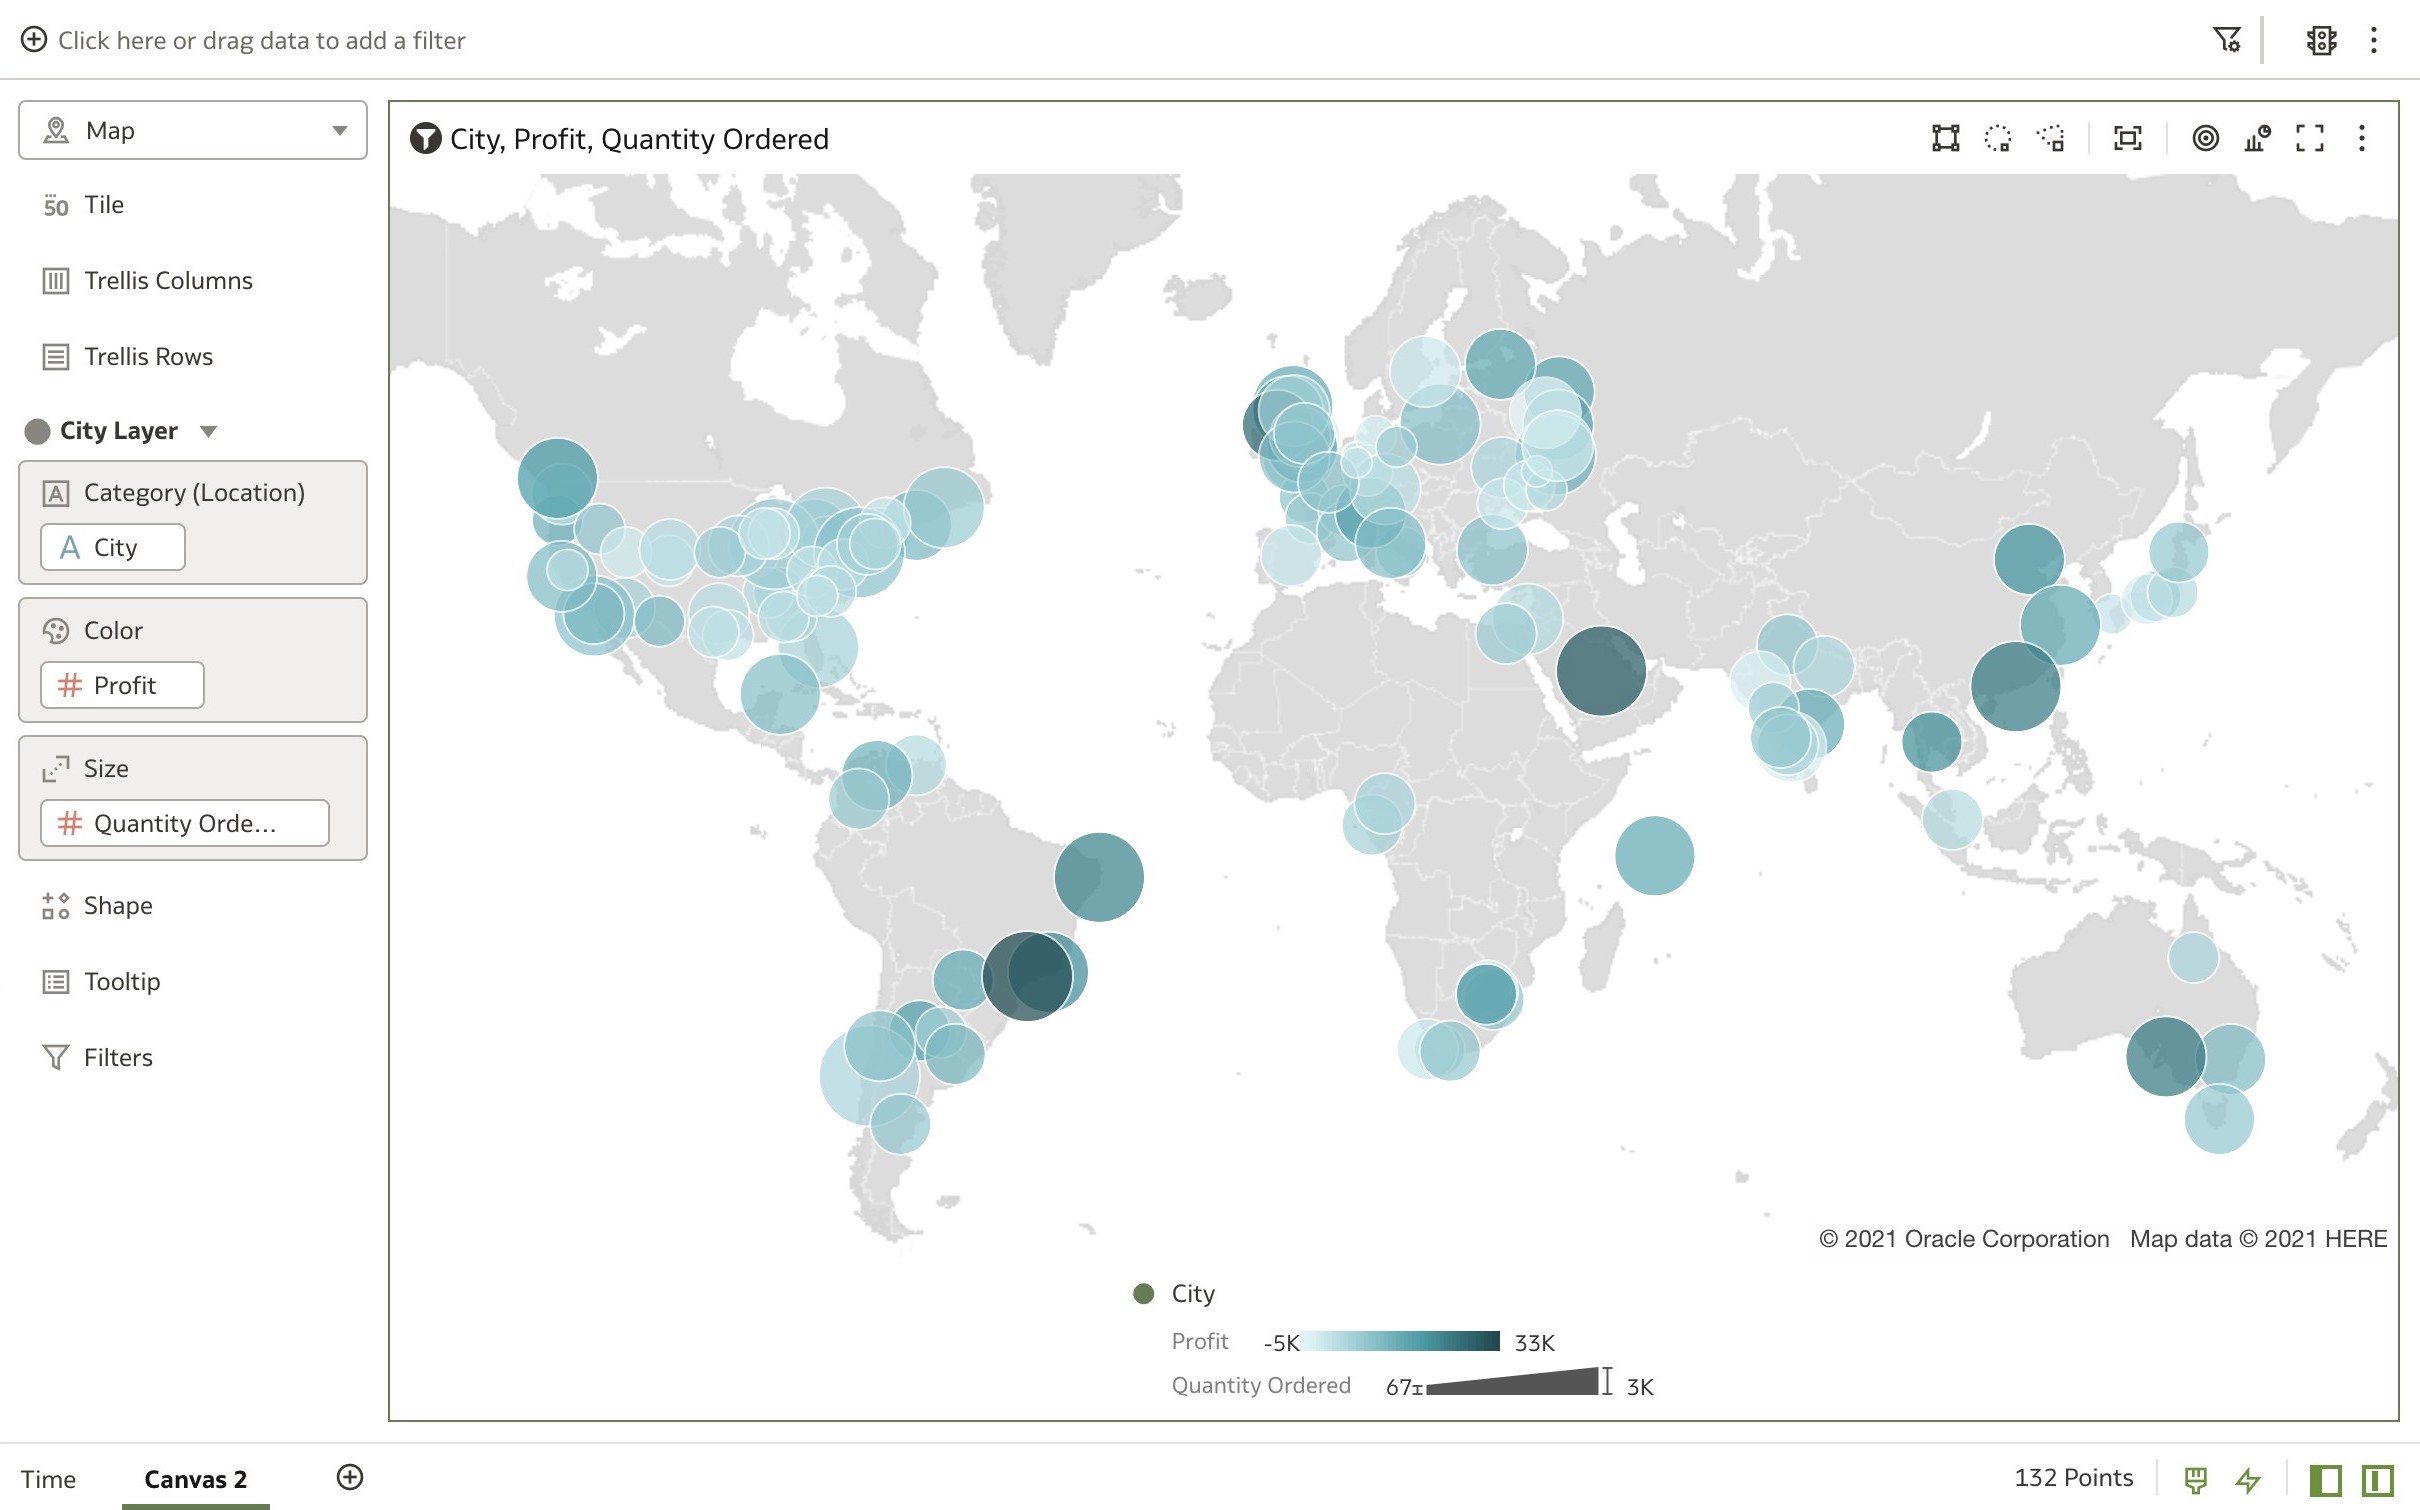 Click here or drag data to add a filter
Map
City, Profit, Quantity Ordered
50 Tile
Trellis Columns
Trellis Rows
City Layer
A Category (Location)
A City
Color
# Profit
Size
# Quantity Orde...
Shape
Tooltip
Filters
© 2021 Oracle Corporation Map data © 2021 HERE
City
Profit -5K 33K
Quantity Ordered 67 3K
Time Canvas 2 132 Points